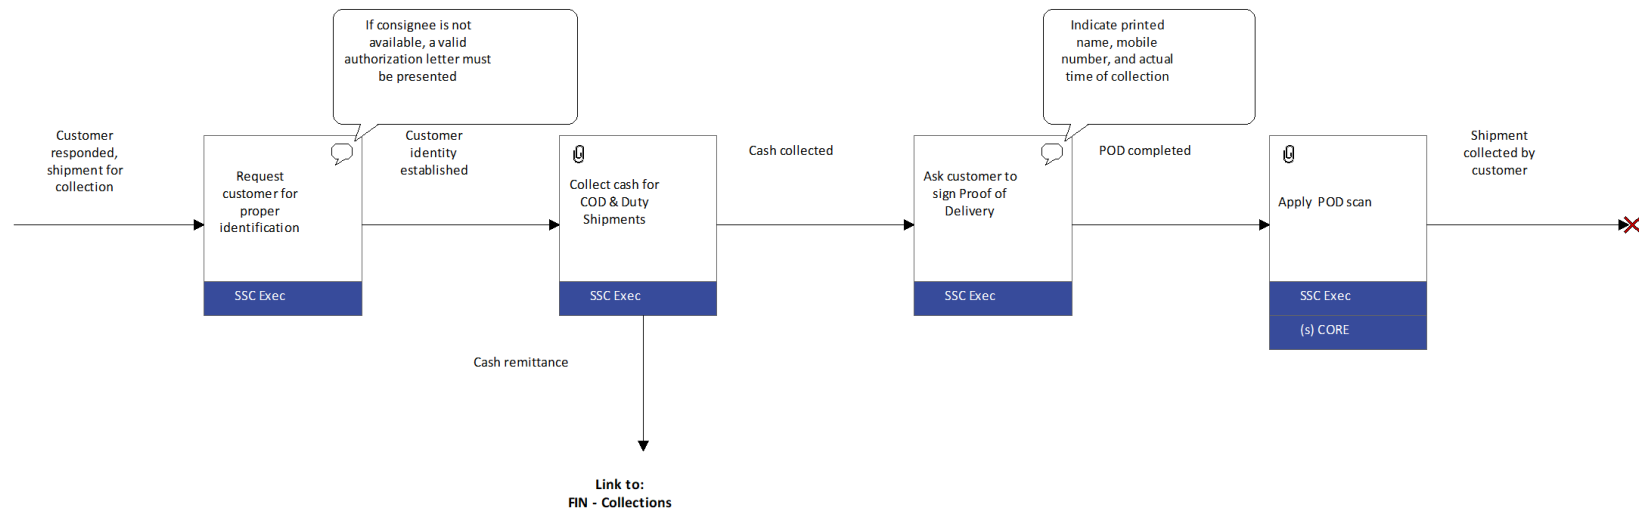 If consignee is not
available, a valid
authorization letter must
be presented
Indicate printed
name, mobile
number, and actual
time of collection
Customer
responded,
shipment for
collection
Request
customer for
proper
identification
SSC Exec
Customer
identity
established
Collect cash for
COD & Duty
Shipments
SSC Exec
Cash collected
Ask customer to
sign Proof of
Delivery
SSC Exec
POD completed
Apply POD scan
SSC Exec
(s) CORE
Shipment
collected by
customer
Cash remittance
Link to:
FIN - Collections